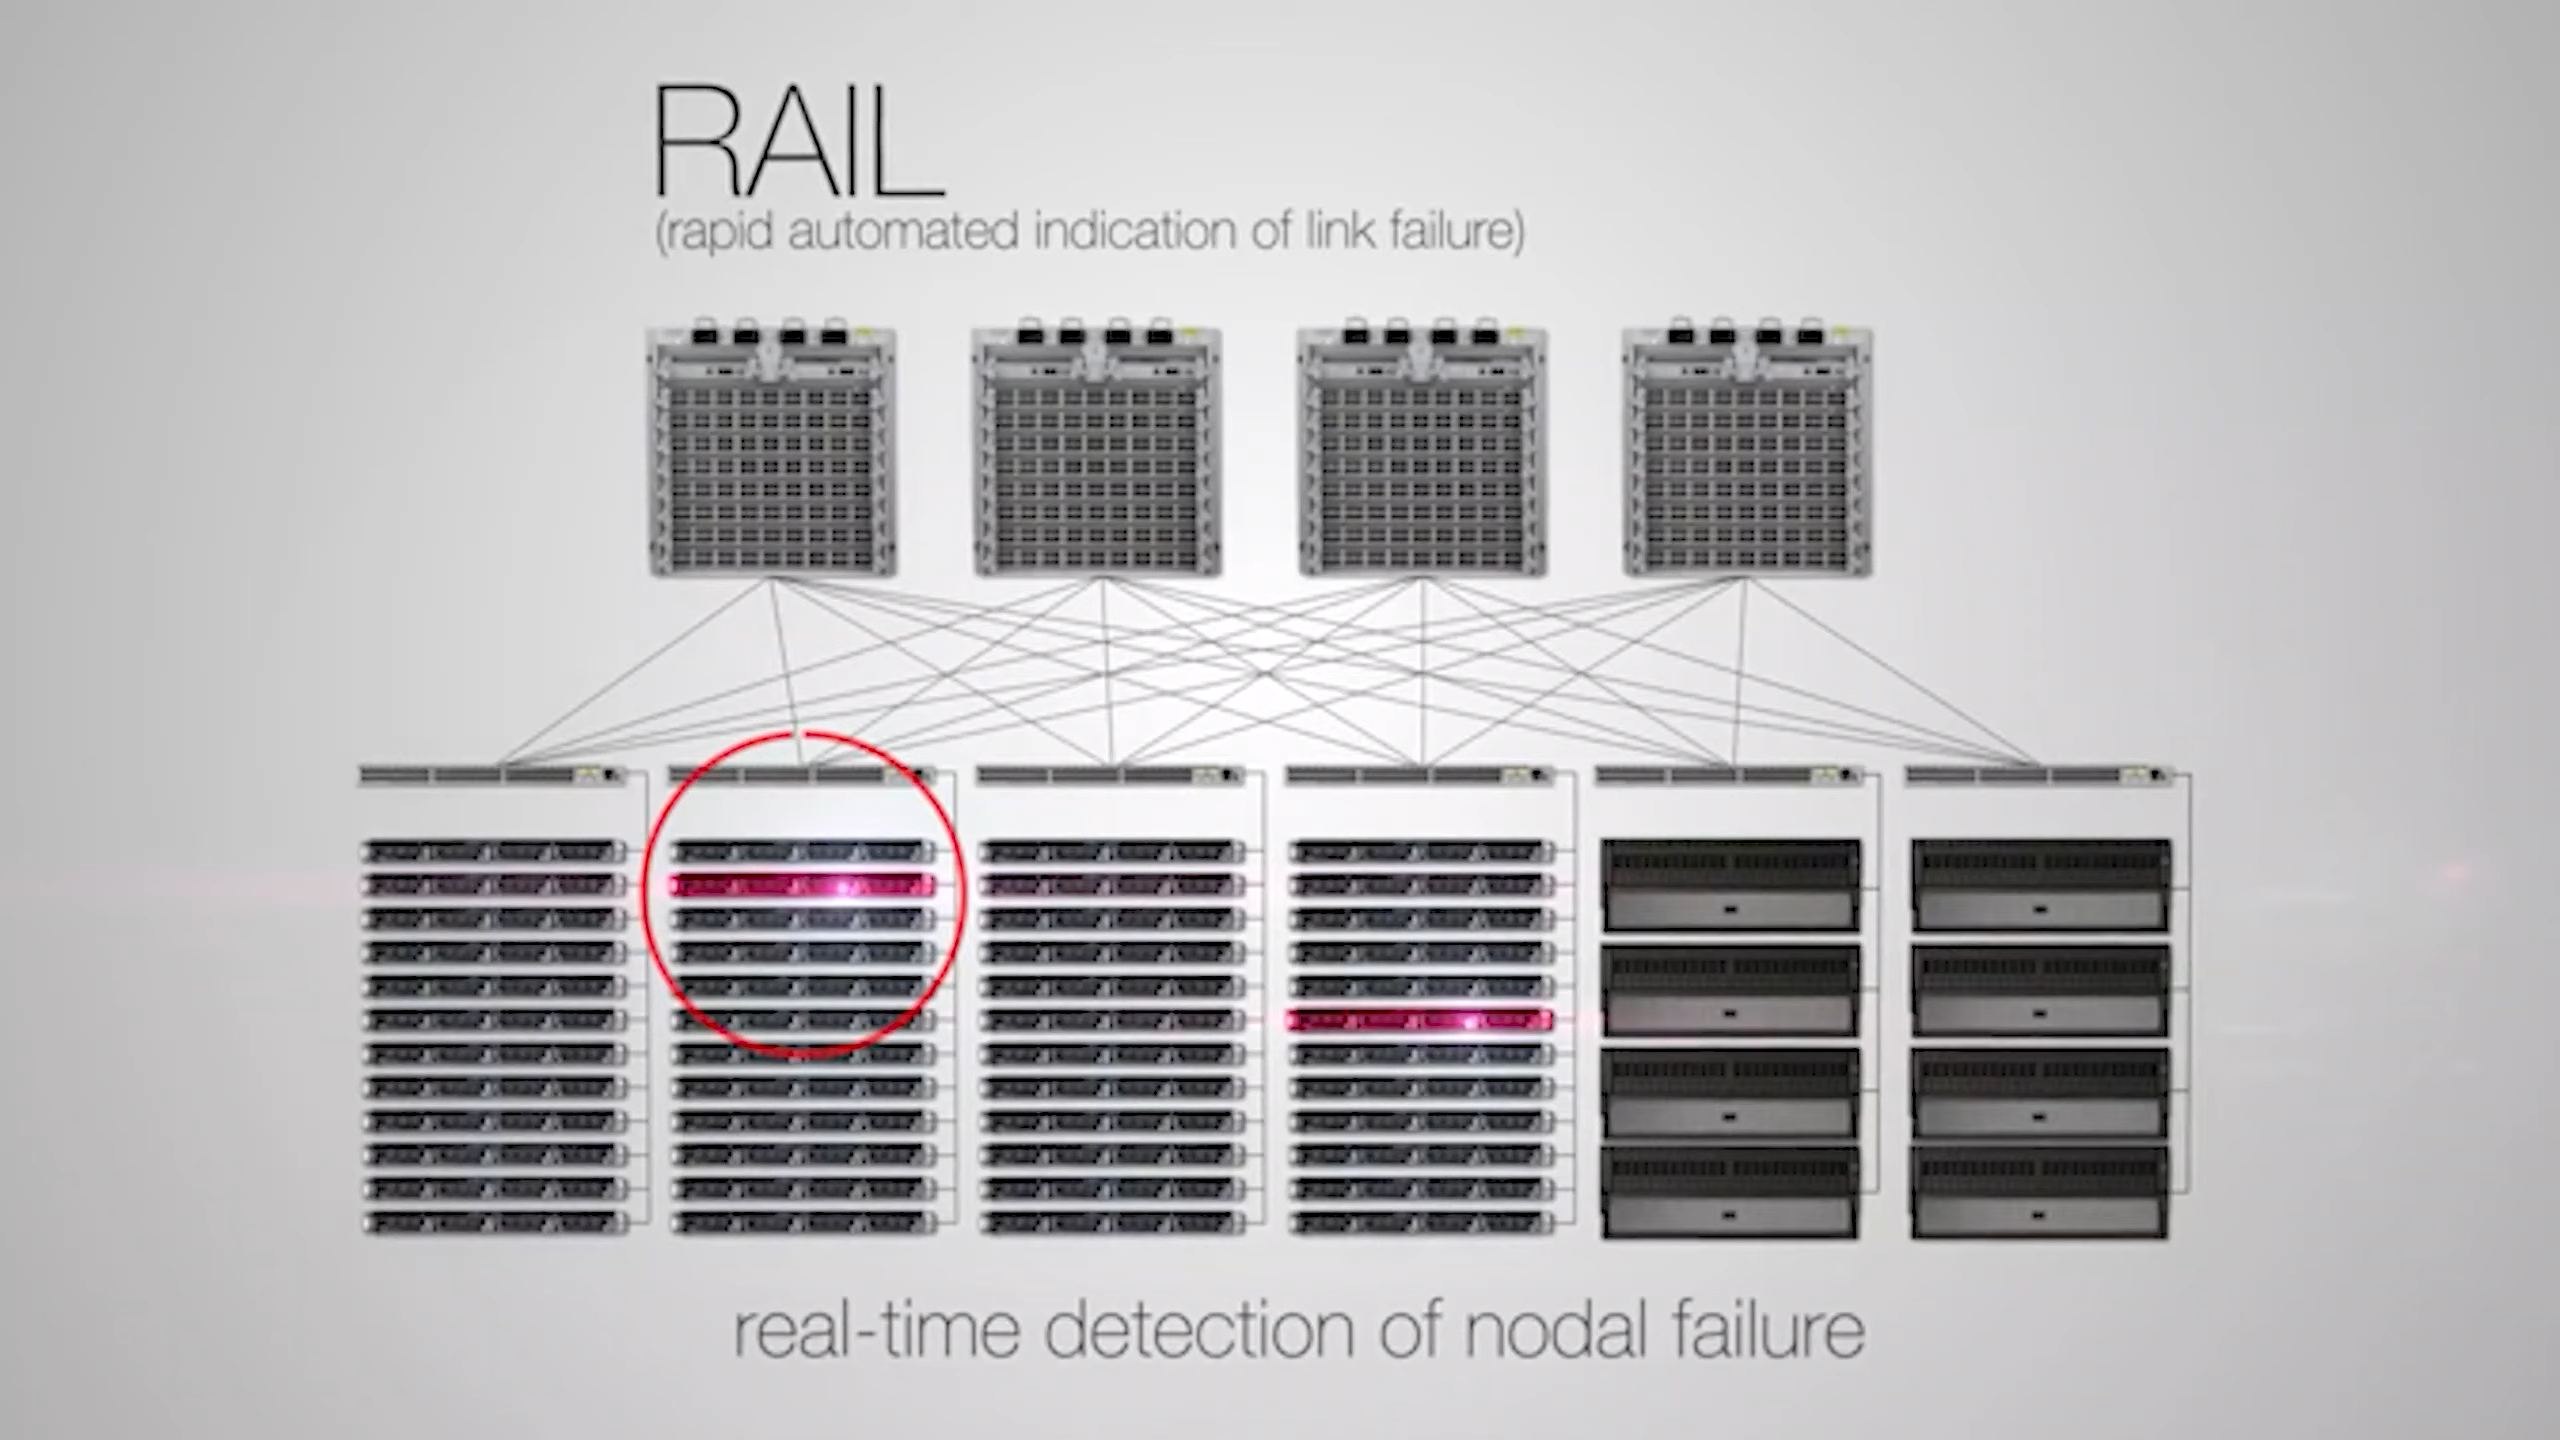 RAIL
(rapid automated indication of link failure)
real-time detection of nodal failure